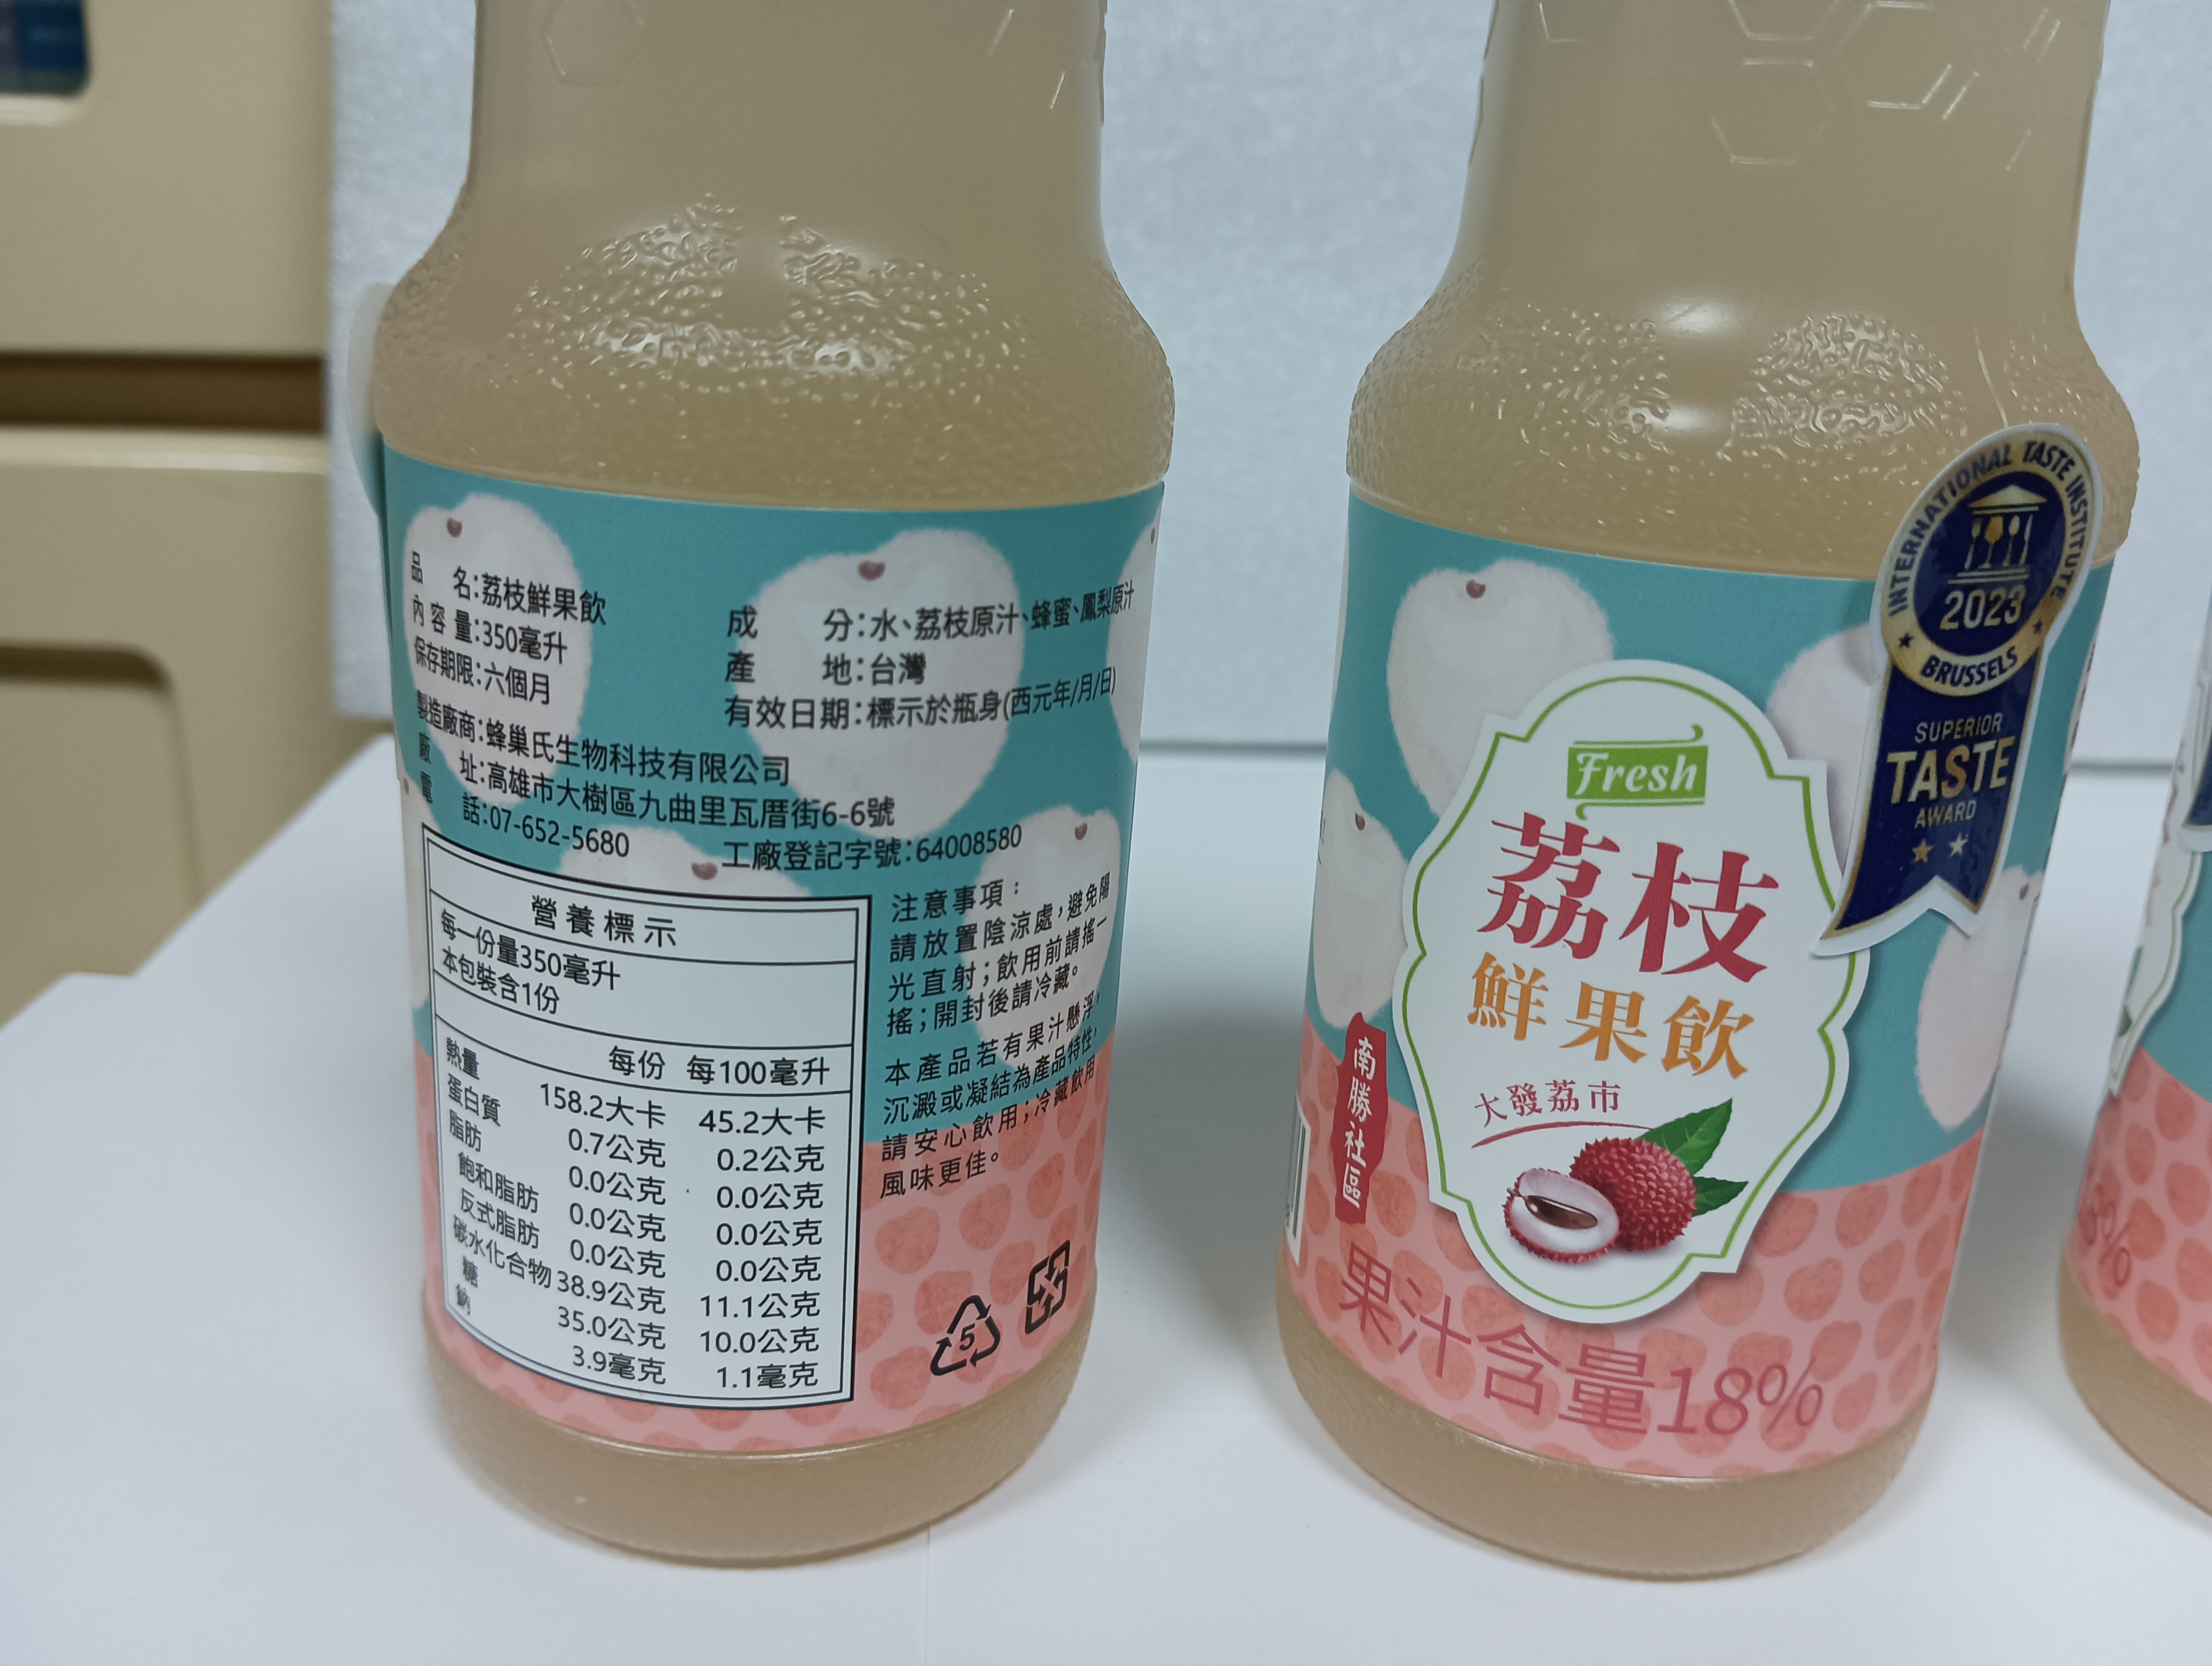 品名:荔枝鮮果飲
內容量:350毫升
保存期限:六個月
成分:水、荔枝原汁、蜂蜜、鳳梨原汁
產地:台灣
有效日期:標示於瓶身(西元年/月/日)
製造廠商:蜂巢氏生物科技有限公司
廠址:高雄市大樹區九曲里瓦厝街6-6號
電話:07-652-5680 工廠登記字號:64008580
營養標示
每一份量350毫升
本包裝含1份
每份 每100毫升
熱量 158.2大卡 45.2大卡
蛋白質 0.7公克 0.2公克
脂肪 0.0公克 0.0公克
飽和脂肪 0.0公克 0.0公克
反式脂肪 0.0公克 0.0公克
碳水化合物 38.9公克 11.1公克
糖 35.0公克 10.0公克
鈉 3.9毫克 1.1毫克
注意事項:
請放置陰涼處,避免陽
光直射;飲用前請搖一
搖;開封後請冷藏。
本產品若有果汁懸浮,
沉澱或凝結為產品特性,
請安心飲用;冷藏飲用
風味更佳。
5
INTERNATIONAL TASTE INSTITUTE
2023
BRUSSELS
SUPERIOR
TASTE
AWARD
Fresh
荔枝
鮮果飲
大發荔市
南勝社區
果汁含量18%
8%